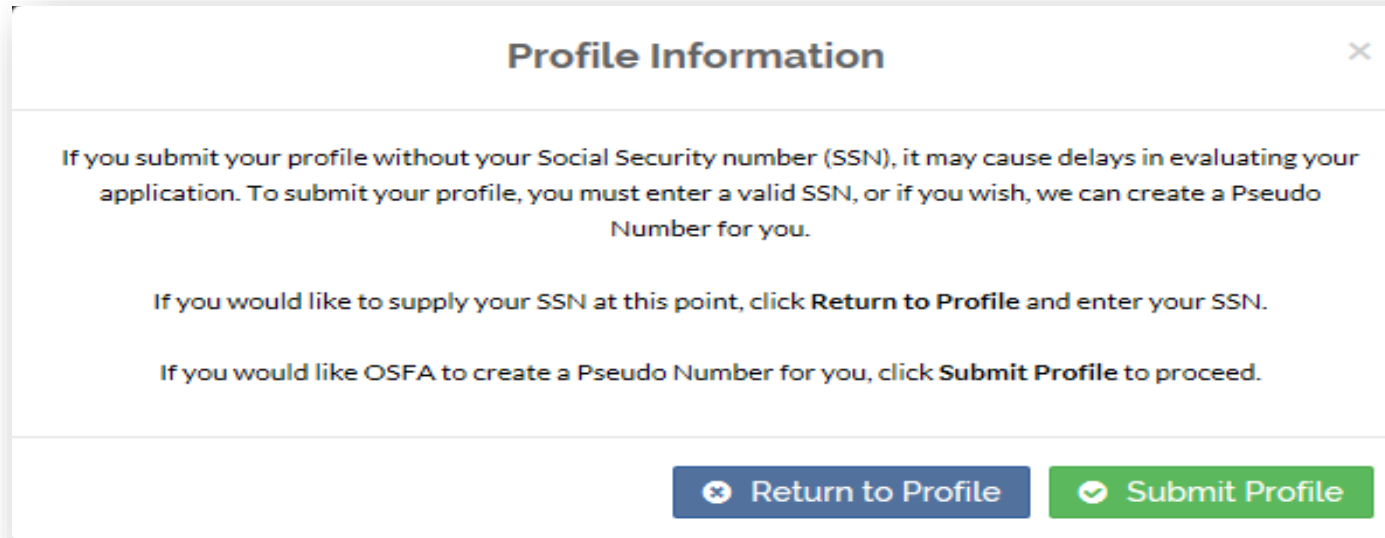 Profile Information
If you submit your profile without your Social Security number (SSN), it may cause delays in evaluating your
application. To submit your profile, you must enter a valid SSN, or if you wish, we can create a Pseudo
Number for you.
If you would like to supply your SSN at this point, click Return to Profile and enter your SSN.
If you would like OSFA to create a Pseudo Number for you, click Submit Profile to proceed.
Return to Profile
Submit Profile